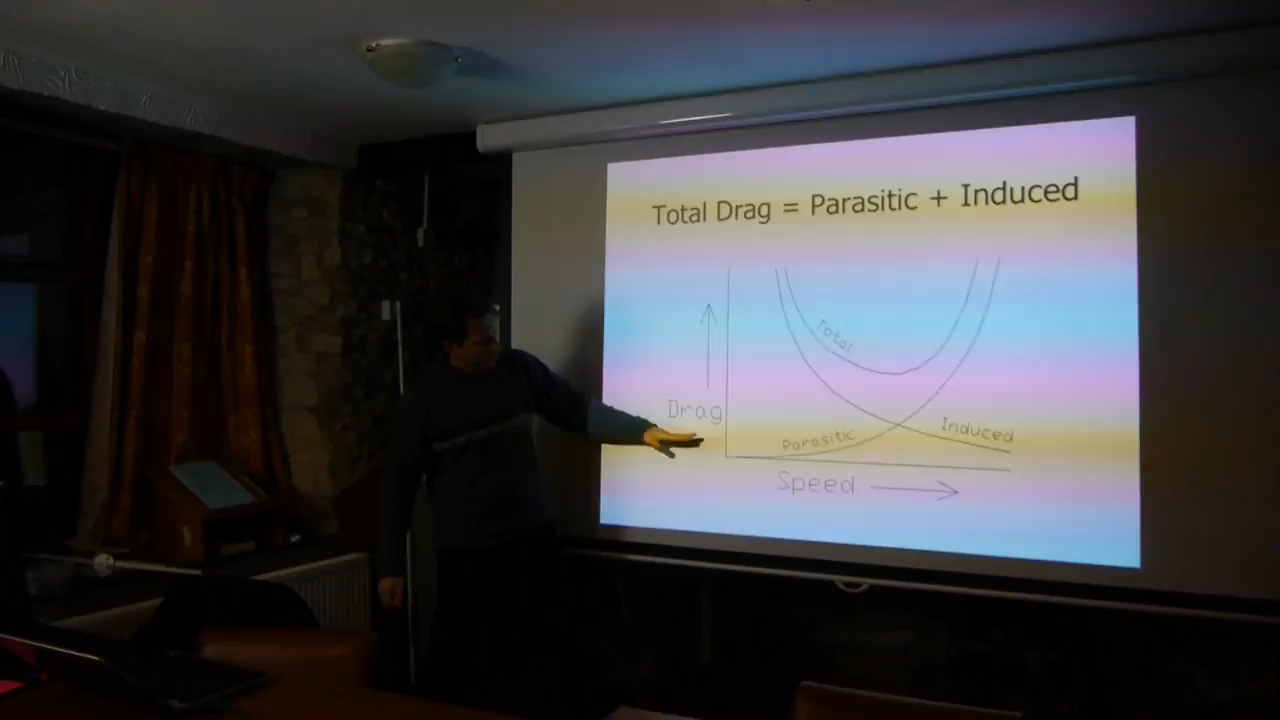 Total Drag = Parasitic + Induced
Total
Drag
Parasitic
Induced
Speed